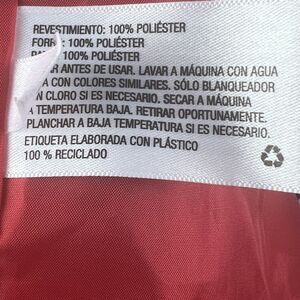 REVESTIMIENTO: 100% POLIÉSTER
100% POLIÉSTER
100% POLIÉSTER
ANTES DE USAR. LAVAR A MÁQUINA CON AGUA
CON COLORES SIMILARES. SÓLO BLANQUEADOR
CLORO SI ES NECESARIO. SECAR A MÁQUINA
A TEMPERATURA BAJA. RETIRAR OPORTUNAMENTE.
PLANCHAR A BAJA TEMPERATURA SI ES NECESARIO.
ETIQUETA ELABORADA CON PLÁSTICO
100 % RECICLADO